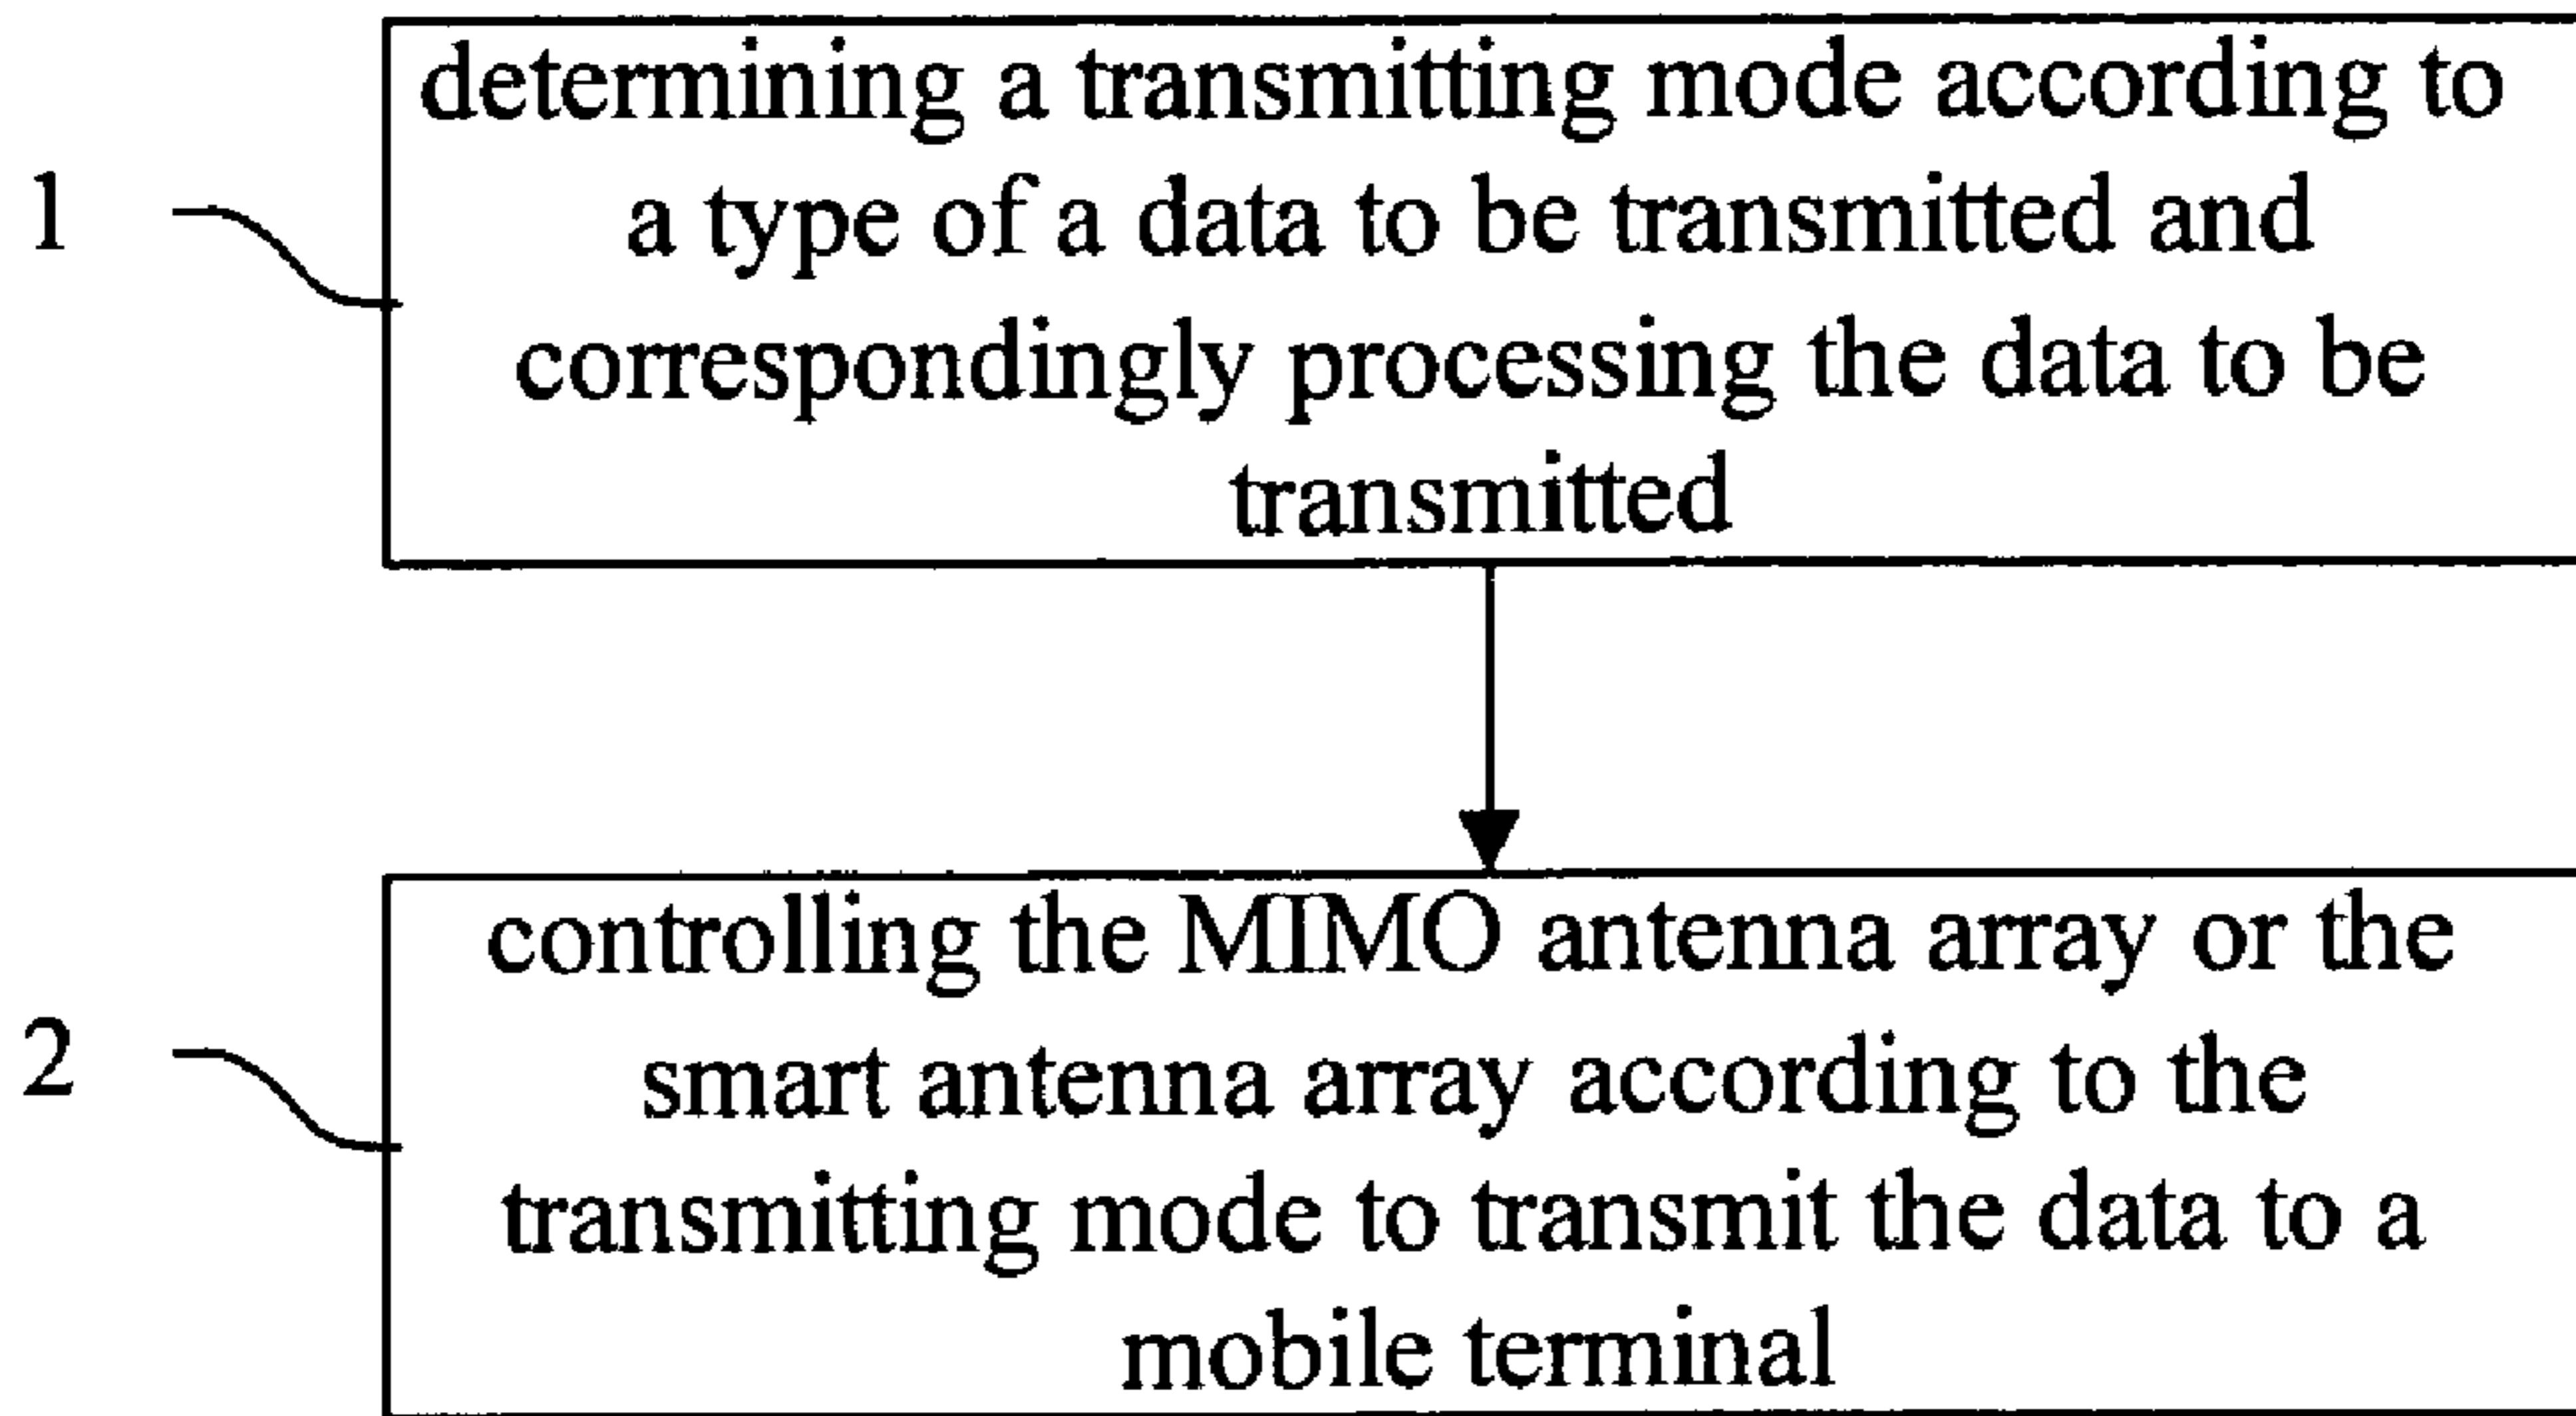 determining a transmitting mode according to
1
a type of a data to be transmitted and
correspondingly processing the data to be
transmitted
controlling the MIMO antenna array or the
2
smart antenna array according to the
transmitting mode to transmit the data to a
mobile terminal